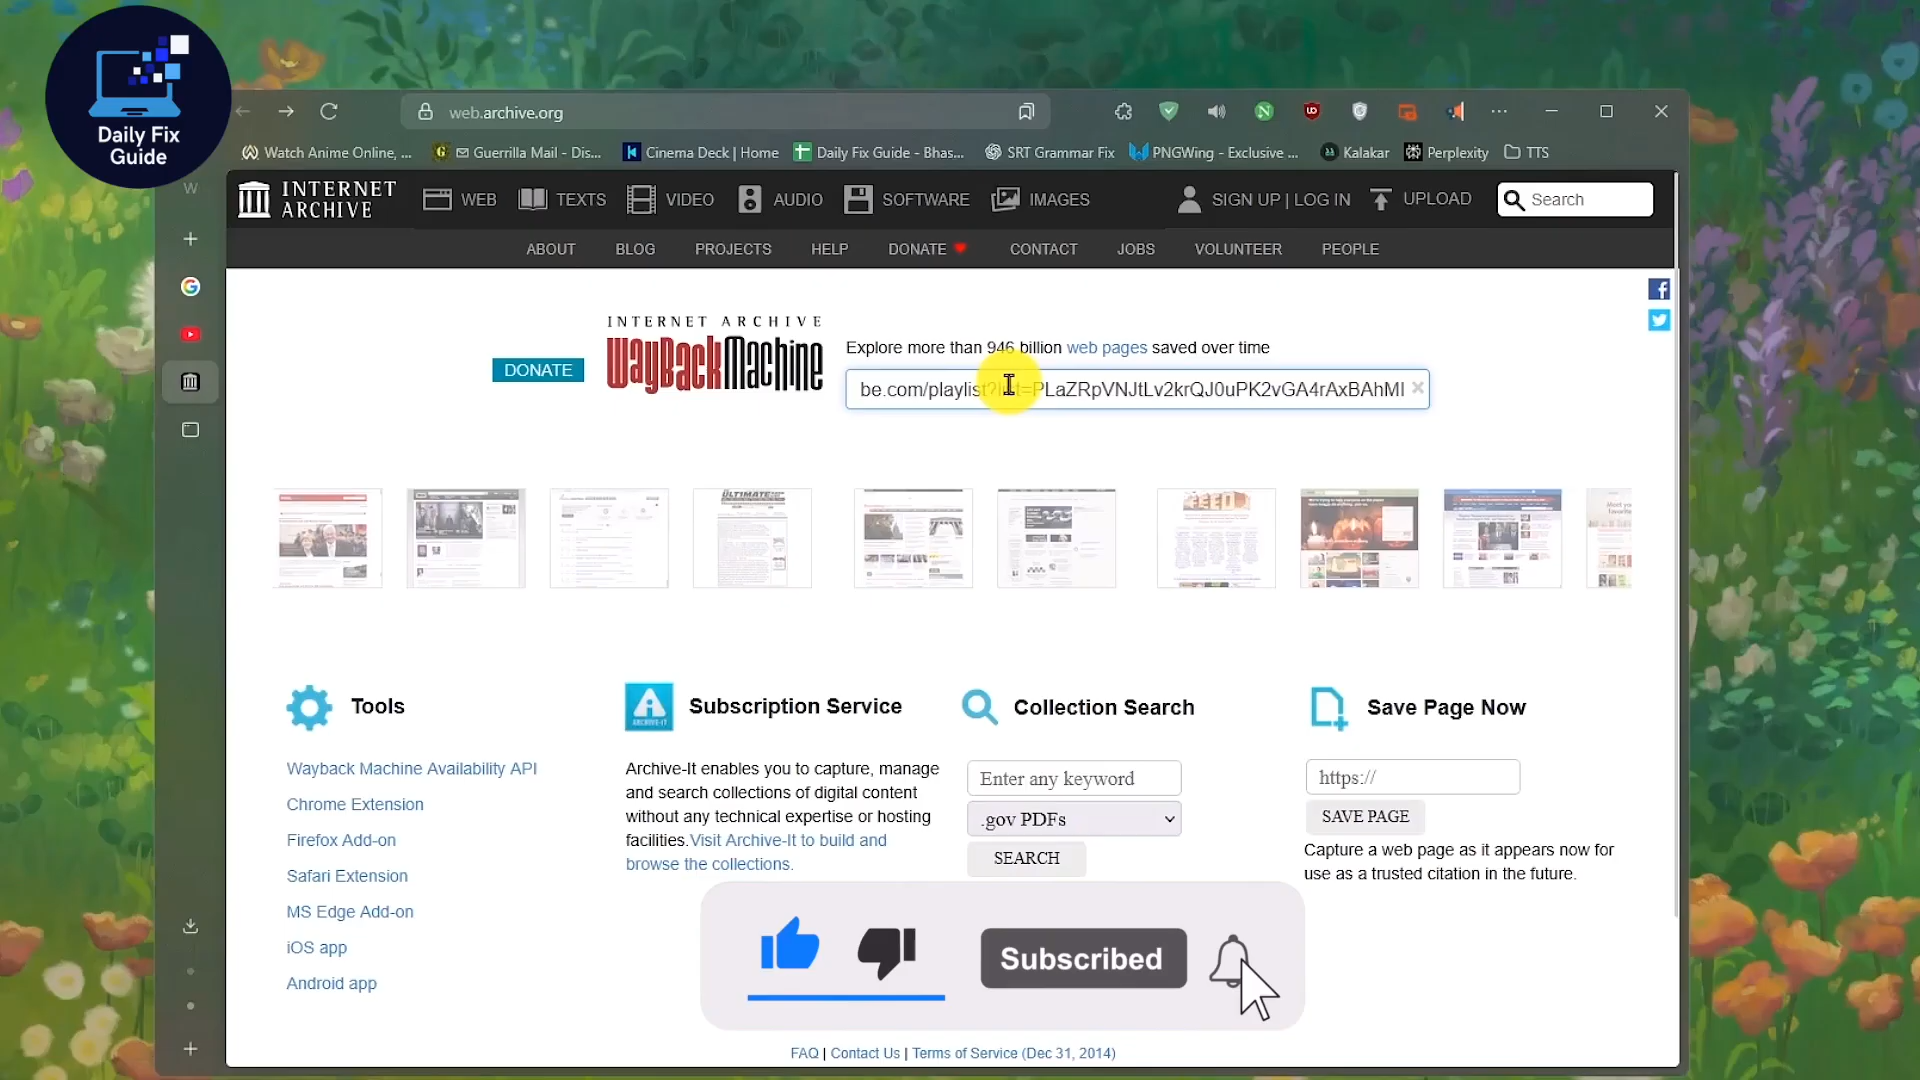 Daily Fix
Guide
web.archive.org
Watch Anime Online, ...
Guerrilla Mail - Dis...
Cinema Deck | Home
Daily Fix Guide - Bhas...
SRT Grammar Fix
PNGWing - Exclusive ...
Kalakar
Perplexity
TTS
W
INTERNET
ARCHIVE
WEB
TEXTS
VIDEO
AUDIO
SOFTWARE
IMAGES
SIGN UP | LOG IN
UPLOAD
Search
ABOUT
BLOG
PROJECTS
HELP
DONATE
CONTACT
JOBS
VOLUNTEER
PEOPLE
INTERNET ARCHIVE
WayBackMachine
DONATE
Explore more than 946 billion web pages saved over time
be.com/playlist?list=PLaZRpVNJtLv2krQJ0uPK2vGA4rAxBAhMl
Tools
Wayback Machine Availability API
Chrome Extension
Firefox Add-on
Safari Extension
MS Edge Add-on
iOS app
Android app
Subscription Service
Archive-It enables you to capture, manage
and search collections of digital content
without any technical expertise or hosting
facilities.Visit Archive-It to build and
browse the collections.
Collection Search
Enter any keyword
.gov PDFs
SEARCH
Save Page Now
https://
SAVE PAGE
Capture a web page as it appears now for
use as a trusted citation in the future.
Subscribed
FAQ | Contact Us | Terms of Service (Dec 31, 2014)